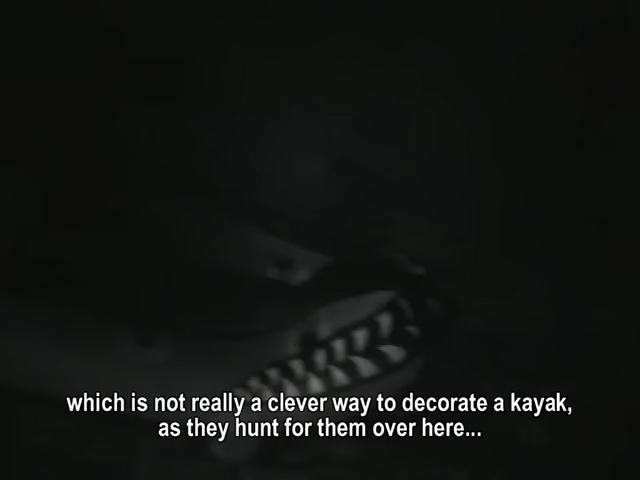 which is not really a clever way to decorate a kayak,
as they hunt for them over here...